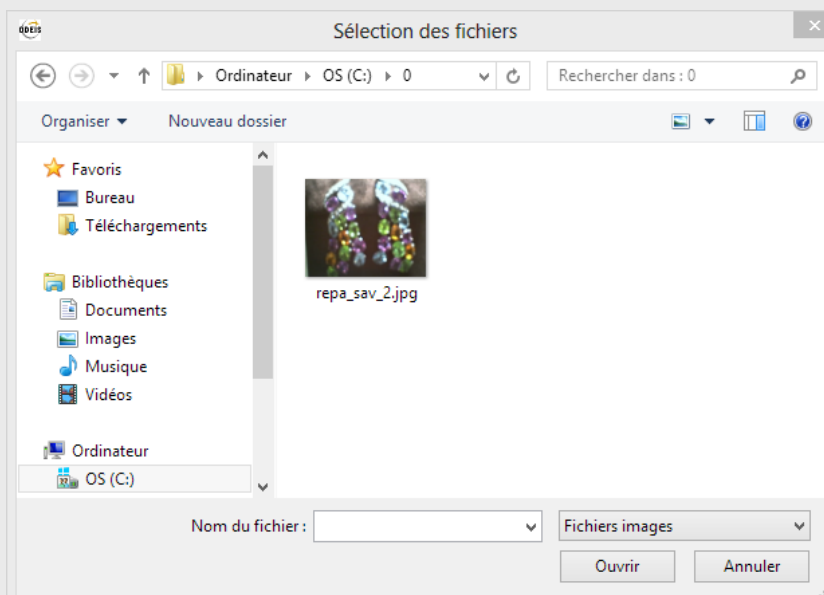 ODEIS
Sélection des fichiers
Ordinateur OS (C:) 0
Rechercher dans : 0
Organiser
Nouveau dossier
Favoris
Bureau
Téléchargements
Bibliothèques
Documents
Images
Musique
Vidéos
Ordinateur
OS (C:)
repa_sav_2.jpg
Nom du fichier :
Fichiers images
Ouvrir
Annuler